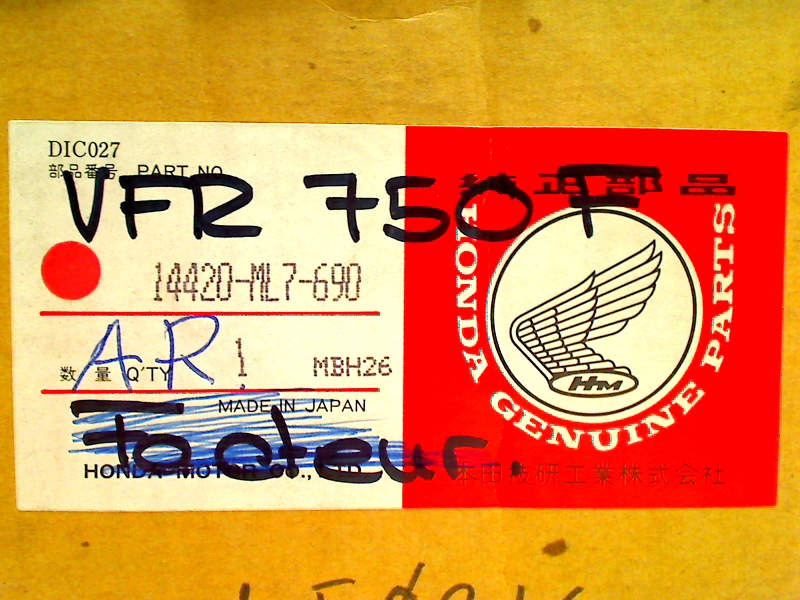 DIC027
部品番号 PART NO
VFR 750 F
純正部品
14420-ML7-690
AR
数量 Q'TY 1 MBH26
MADE IN JAPAN
Facteur.
HONDA MOTOR CO., LTD.
HONDA GENUINE PARTS
HM
本田技研工業株式会社